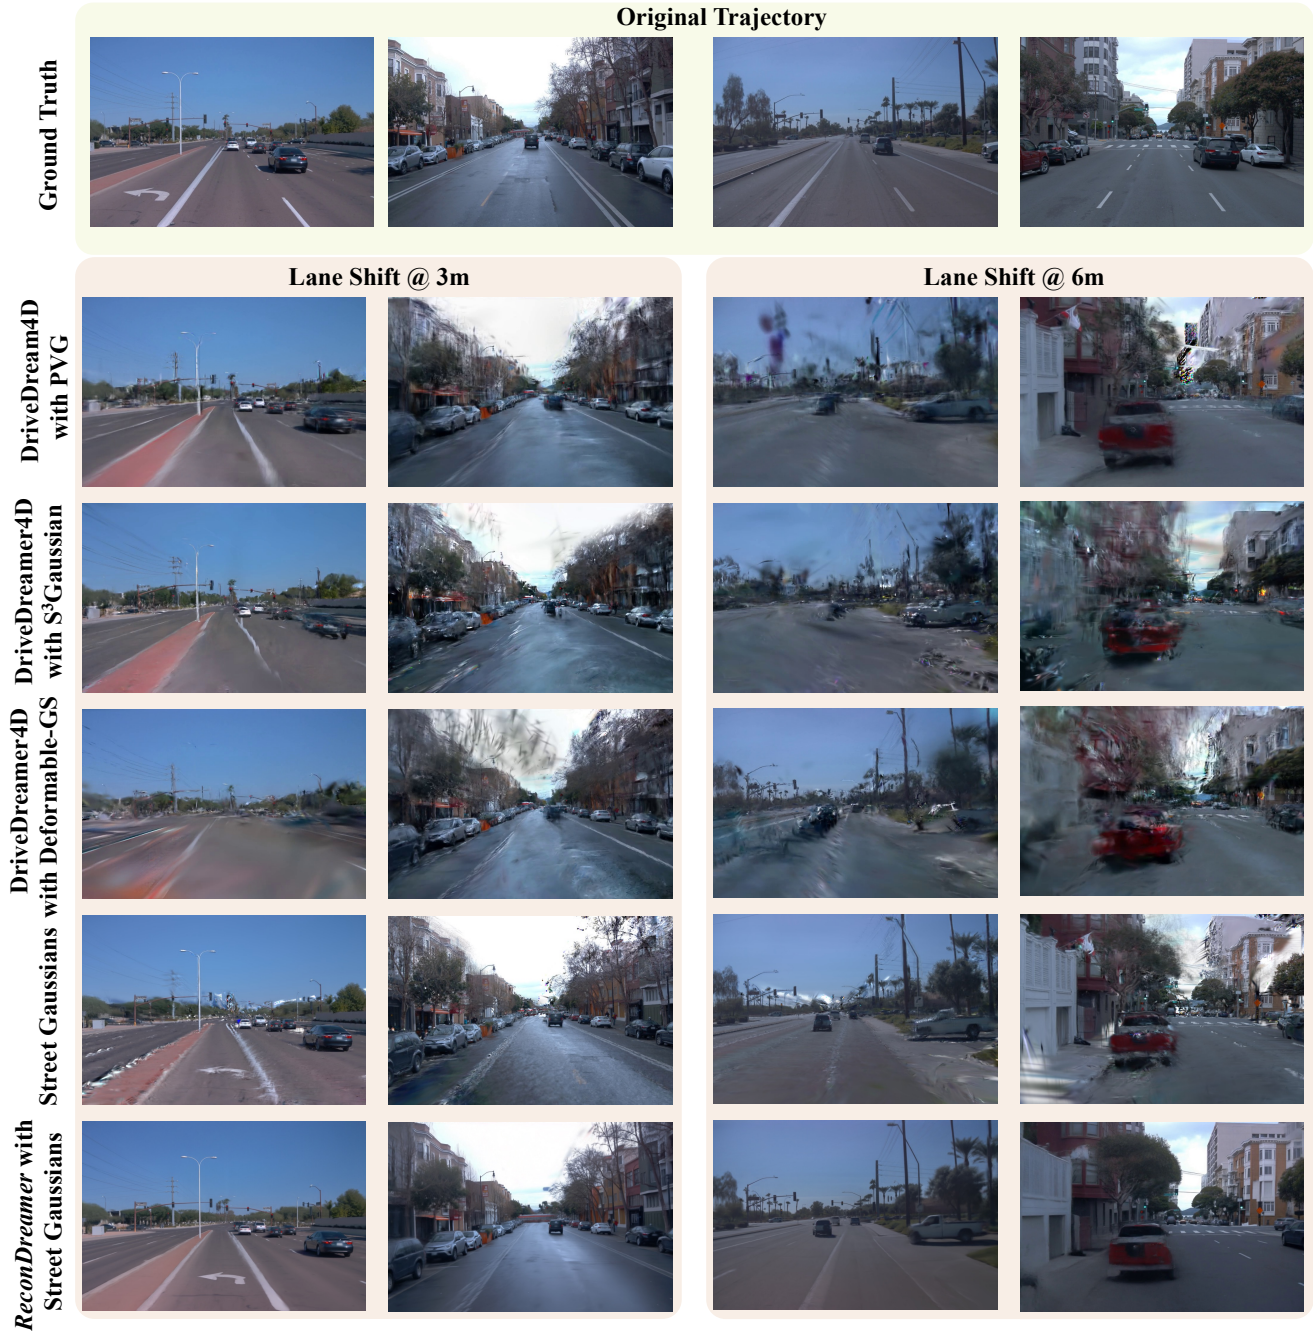 Original Trajectory
Ground Truth
Lane Shift @ 3m
Lane Shift @ 6m
DriveDream4D
with PVG
DriveDreamer4D
with S³Gaussian
DriveDreamer4D
with Deformable-GS
Street Gaussians
ReconDreamer with
Street Gaussians